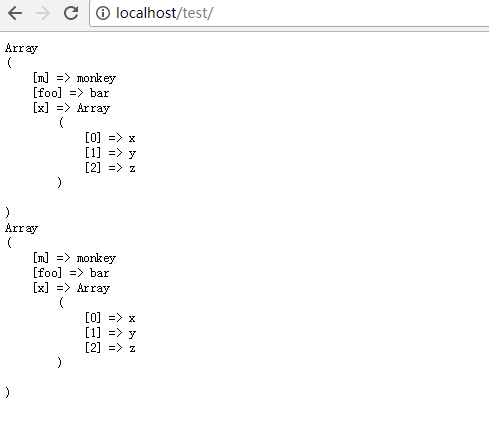 localhost/test/
Array
(
    [m] => monkey
    [foo] => bar
    [x] => Array
        (
            [0] => x
            [1] => y
            [2] => z
        )

)
Array
(
    [m] => monkey
    [foo] => bar
    [x] => Array
        (
            [0] => x
            [1] => y
            [2] => z
        )

)